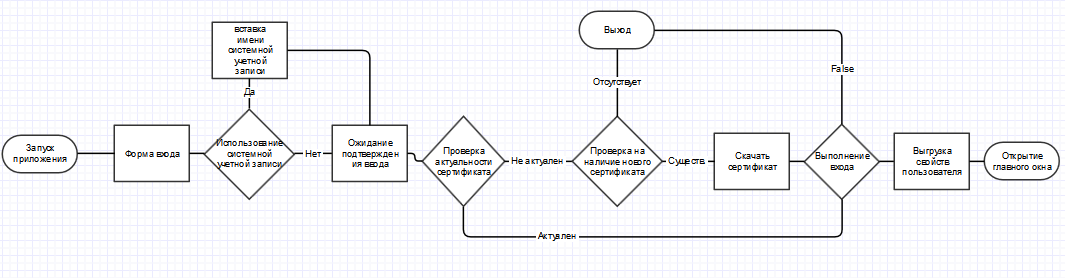 вставка
имени
системной
учетной
записи
Выход
False
Отсутствует
Да
Запуск
приложения
Форма входа
Использование
системной
учетной записи
Нет
Ожидание
подтвержден
ия ввода
Проверка
актуальности
сертификата
Не актуален
Проверка на
наличие нового
сертификата
Существ
Скачать
сертификат
Выполнение
входа
Выгрузка
свойств
пользователя
Открытие
главного окна
Актуален